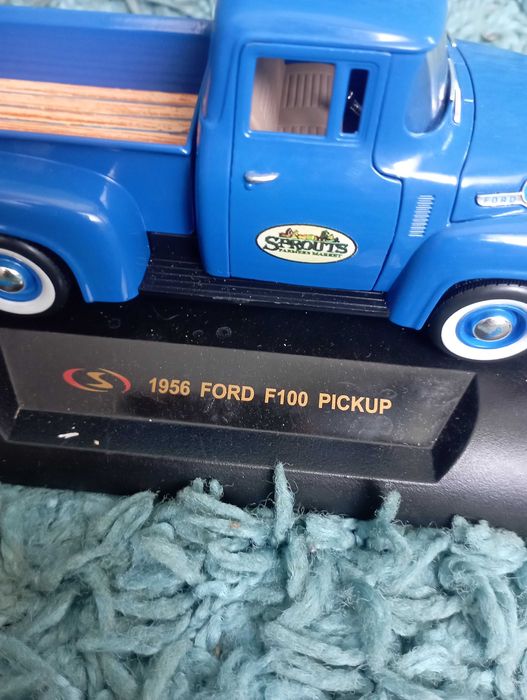 FORD
SPROUTS
FARMERS MARKET
S 1956 FORD F100 PICKUP